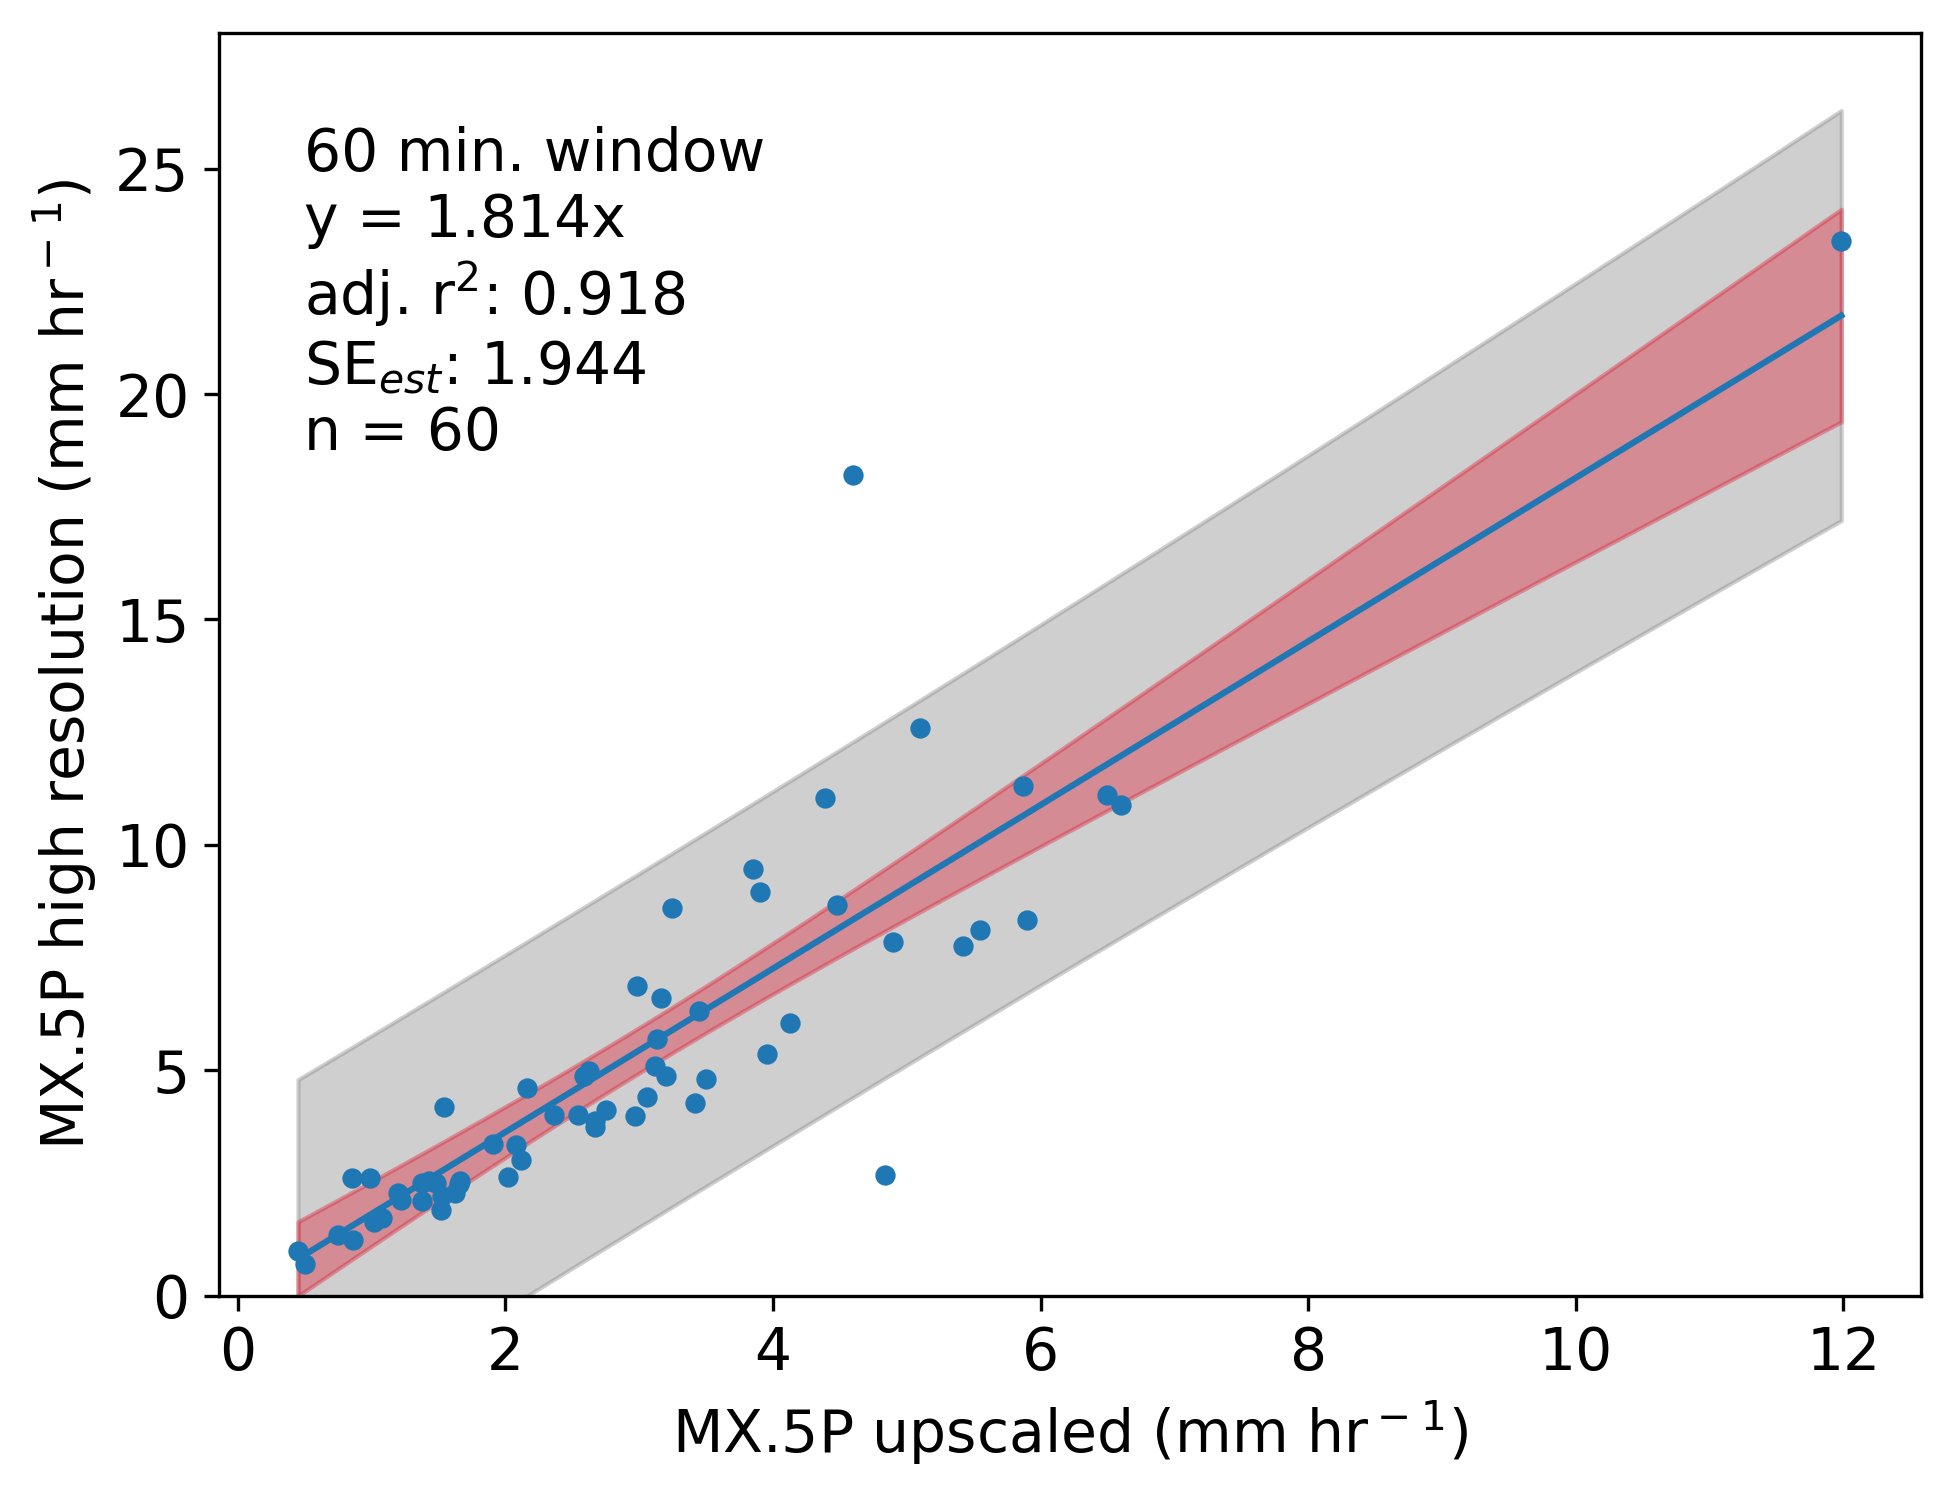 60 min. window
y = 1.814x
adj. r²: 0.918
SEest: 1.944
n = 60
MX.5P high resolution (mm hr⁻¹)
25
20
15
10
5
0
0 2 4 6 8 10 12
MX.5P upscaled (mm hr⁻¹)